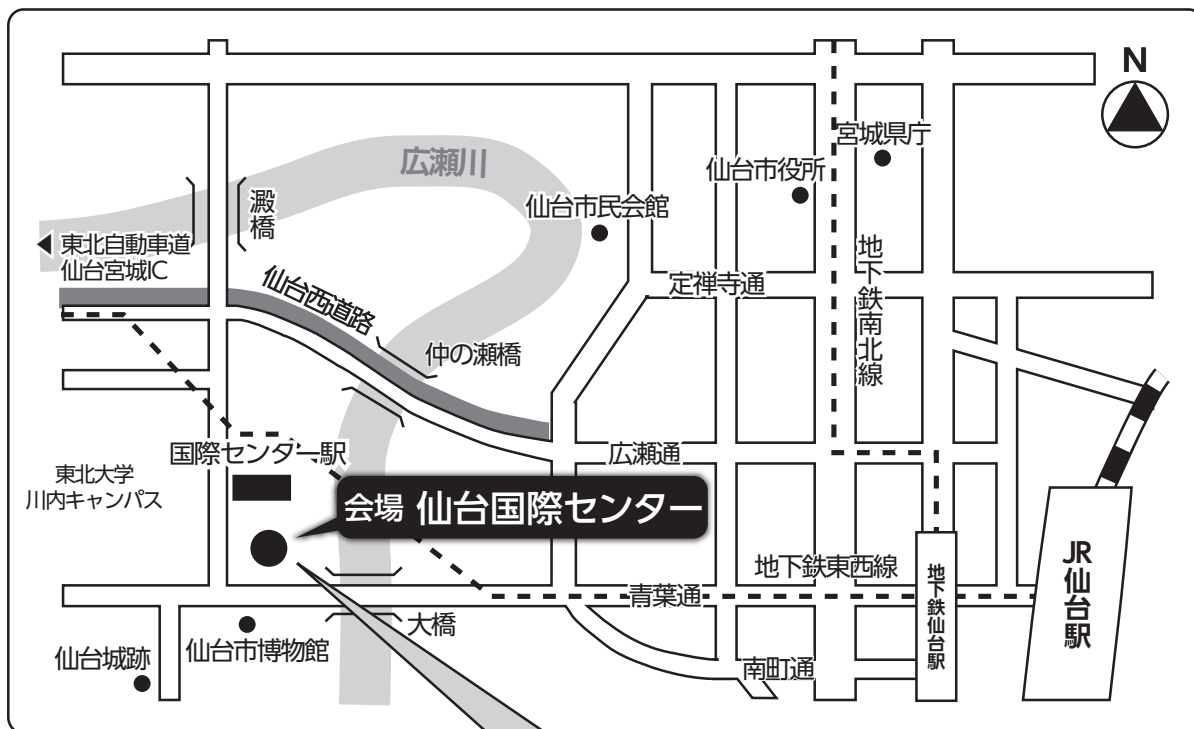 N
宮城県庁
仙台市役所
広瀬川
澱橋
仙台市民会館
東北自動車道
仙台宮城IC
地下鉄南北線
定禅寺通
仙台西道路
仲の瀬橋
国際センター駅
広瀬通
東北大学
川内キャンパス
会場 仙台国際センター
JR仙台駅
地下鉄東西線
地下鉄仙台駅
青葉通
大橋
仙台市博物館
仙台城跡
南町通